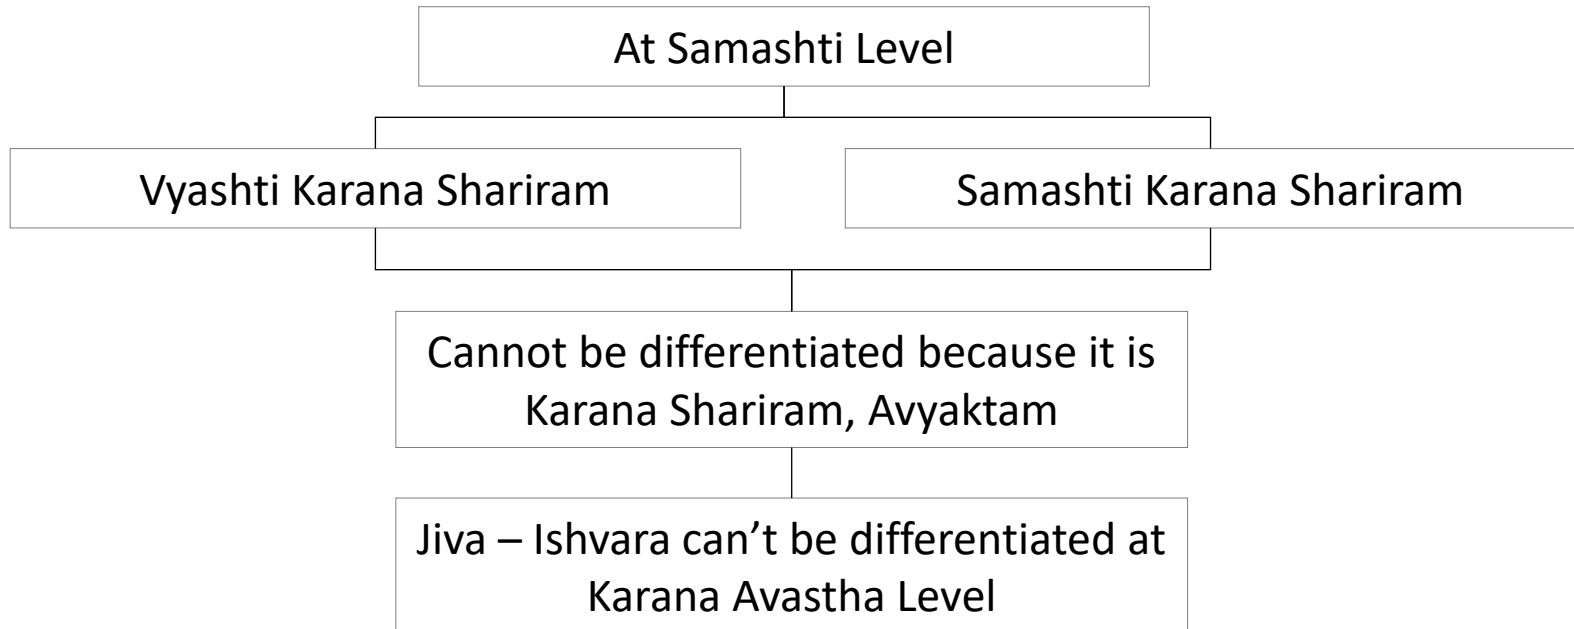 At Samashti Level
Vyashti Karana Shariram
Samashti Karana Shariram
Cannot be differentiated because it is
Karana Shariram, Avyaktam
Jiva – Ishvara can’t be differentiated at
Karana Avastha Level